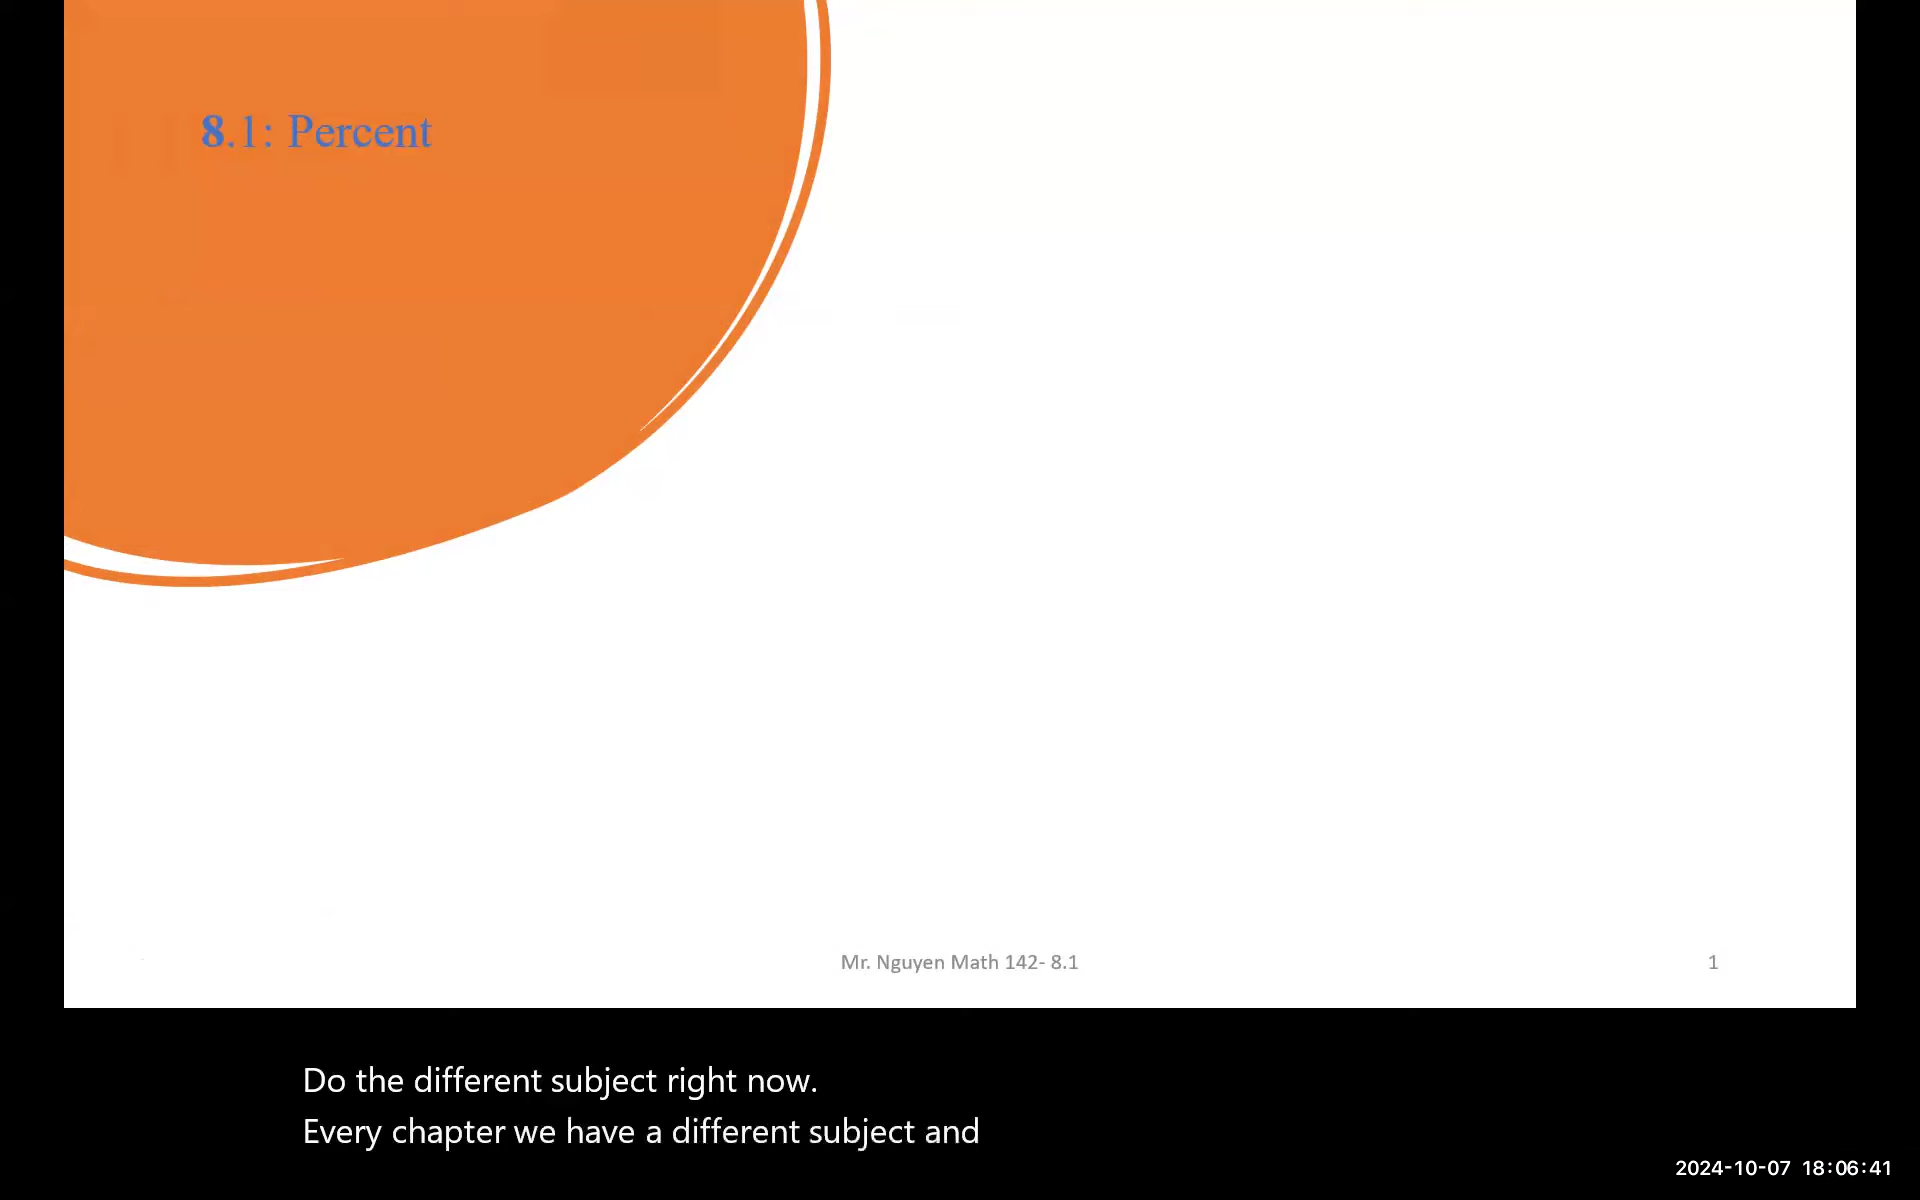 8.1: Percent
Mr. Nguyen Math 142- 8.1
1
Do the different subject right now.
Every chapter we have a different subject and
2024-10-07 18:06:41